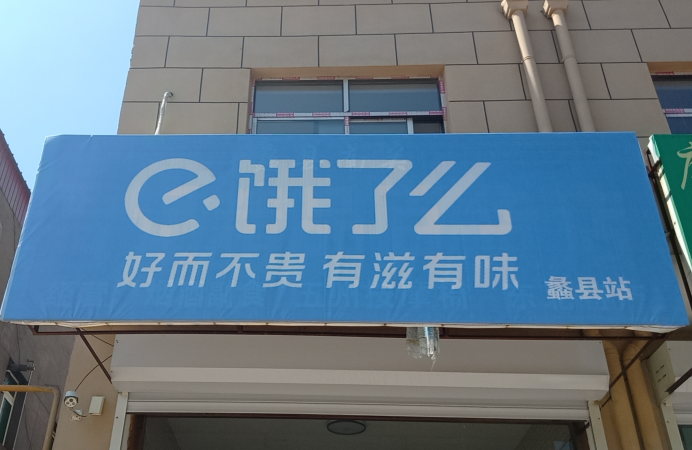 e饿了么
好而不贵 有滋有味 蠡县站